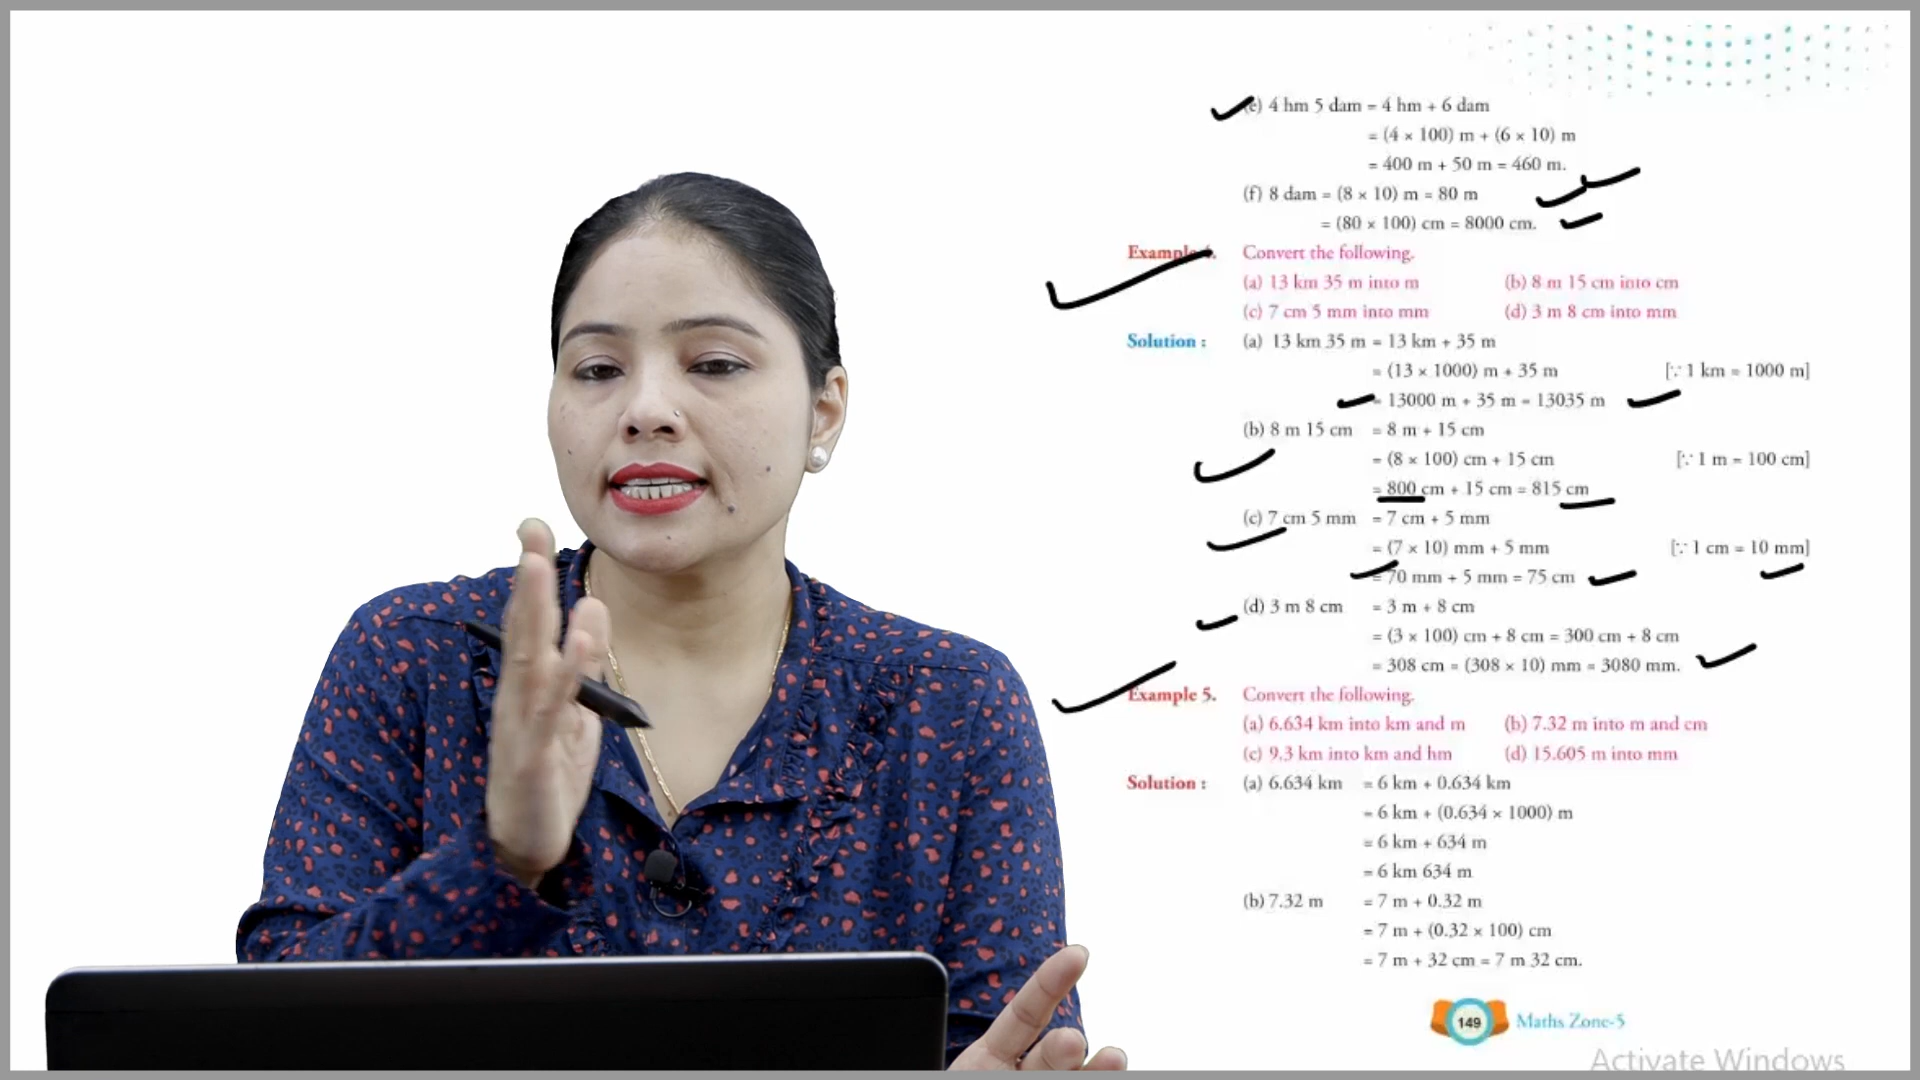 (e) 4 hm 5 dam = 4 hm + 6 dam
= (4 × 100) m + (6 × 10) m
= 400 m + 50 m = 460 m.
(f) 8 dam = (8 × 10) m = 80 m
= (80 × 100) cm = 8000 cm.
Example 4. Convert the following.
(a) 13 km 35 m into m (b) 8 m 15 cm into cm
(c) 7 cm 5 mm into mm (d) 3 m 8 cm into mm
Solution : (a) 13 km 35 m = 13 km + 35 m
= (13 × 1000) m + 35 m [∵ 1 km = 1000 m]
= 13000 m + 35 m = 13035 m
(b) 8 m 15 cm = 8 m + 15 cm
= (8 × 100) cm + 15 cm [∵ 1 m = 100 cm]
= 800 cm + 15 cm = 815 cm
(c) 7 cm 5 mm = 7 cm + 5 mm
= (7 × 10) mm + 5 mm [∵ 1 cm = 10 mm]
= 70 mm + 5 mm = 75 cm
(d) 3 m 8 cm = 3 m + 8 cm
= (3 × 100) cm + 8 cm = 300 cm + 8 cm
= 308 cm = (308 × 10) mm = 3080 mm.
Example 5. Convert the following.
(a) 6.634 km into km and m (b) 7.32 m into m and cm
(c) 9.3 km into km and hm (d) 15.605 m into mm
Solution : (a) 6.634 km = 6 km + 0.634 km
= 6 km + (0.634 × 1000) m
= 6 km + 634 m
= 6 km 634 m
(b) 7.32 m = 7 m + 0.32 m
= 7 m + (0.32 × 100) cm
= 7 m + 32 cm = 7 m 32 cm.
149 Maths Zone-5
Activate Windows